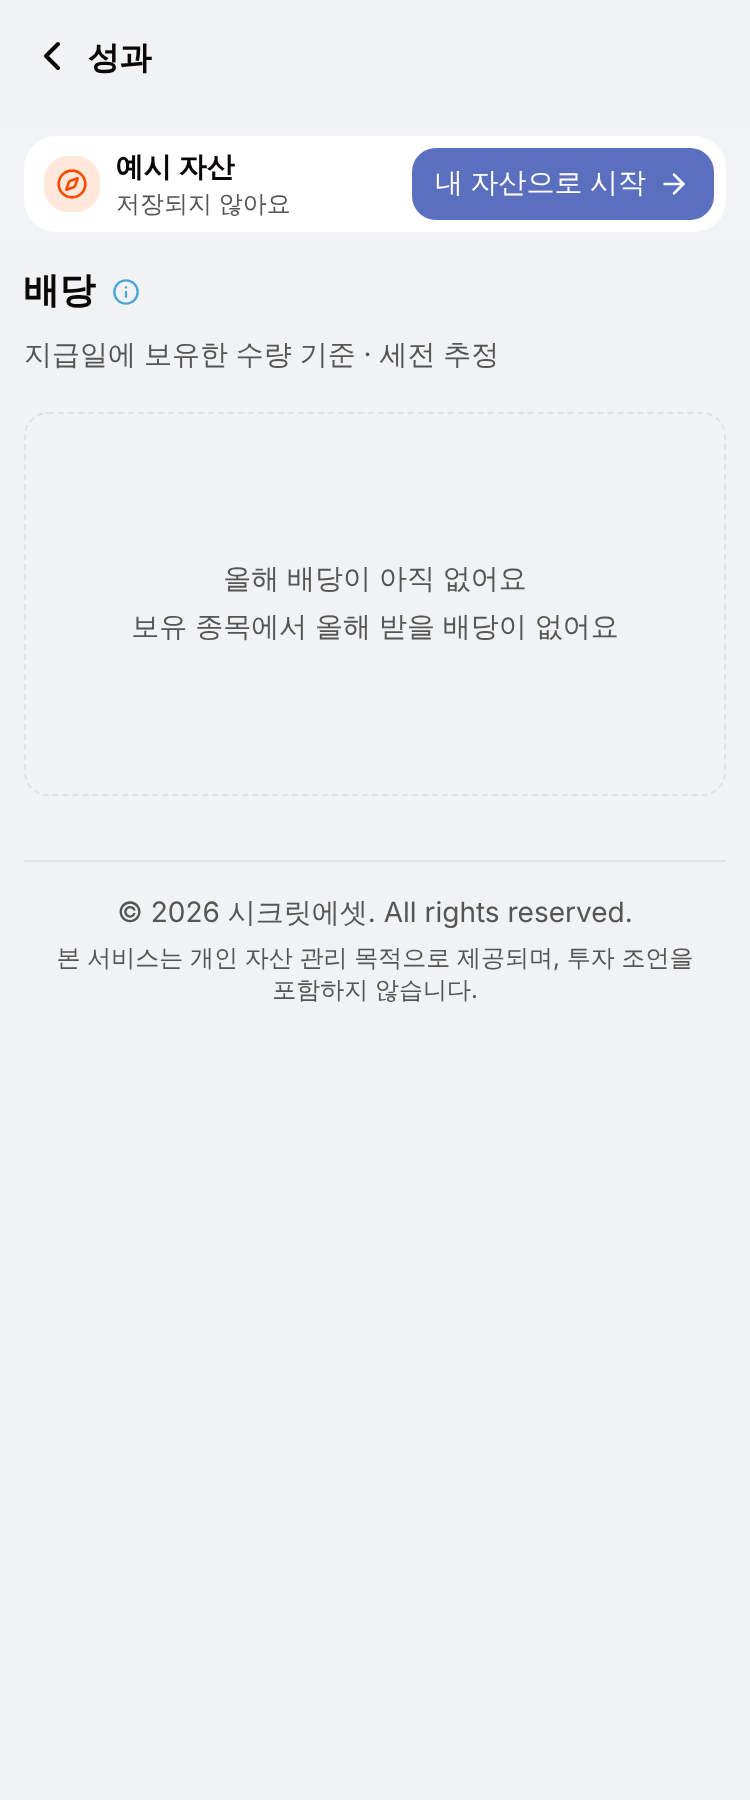 성과
예시 자산
저장되지 않아요
내 자산으로 시작
배당
지급일에 보유한 수량 기준 · 세전 추정
올해 배당이 아직 없어요
보유 종목에서 올해 받을 배당이 없어요
© 2026 시크릿에셋. All rights reserved.
본 서비스는 개인 자산 관리 목적으로 제공되며, 투자 조언을
포함하지 않습니다.